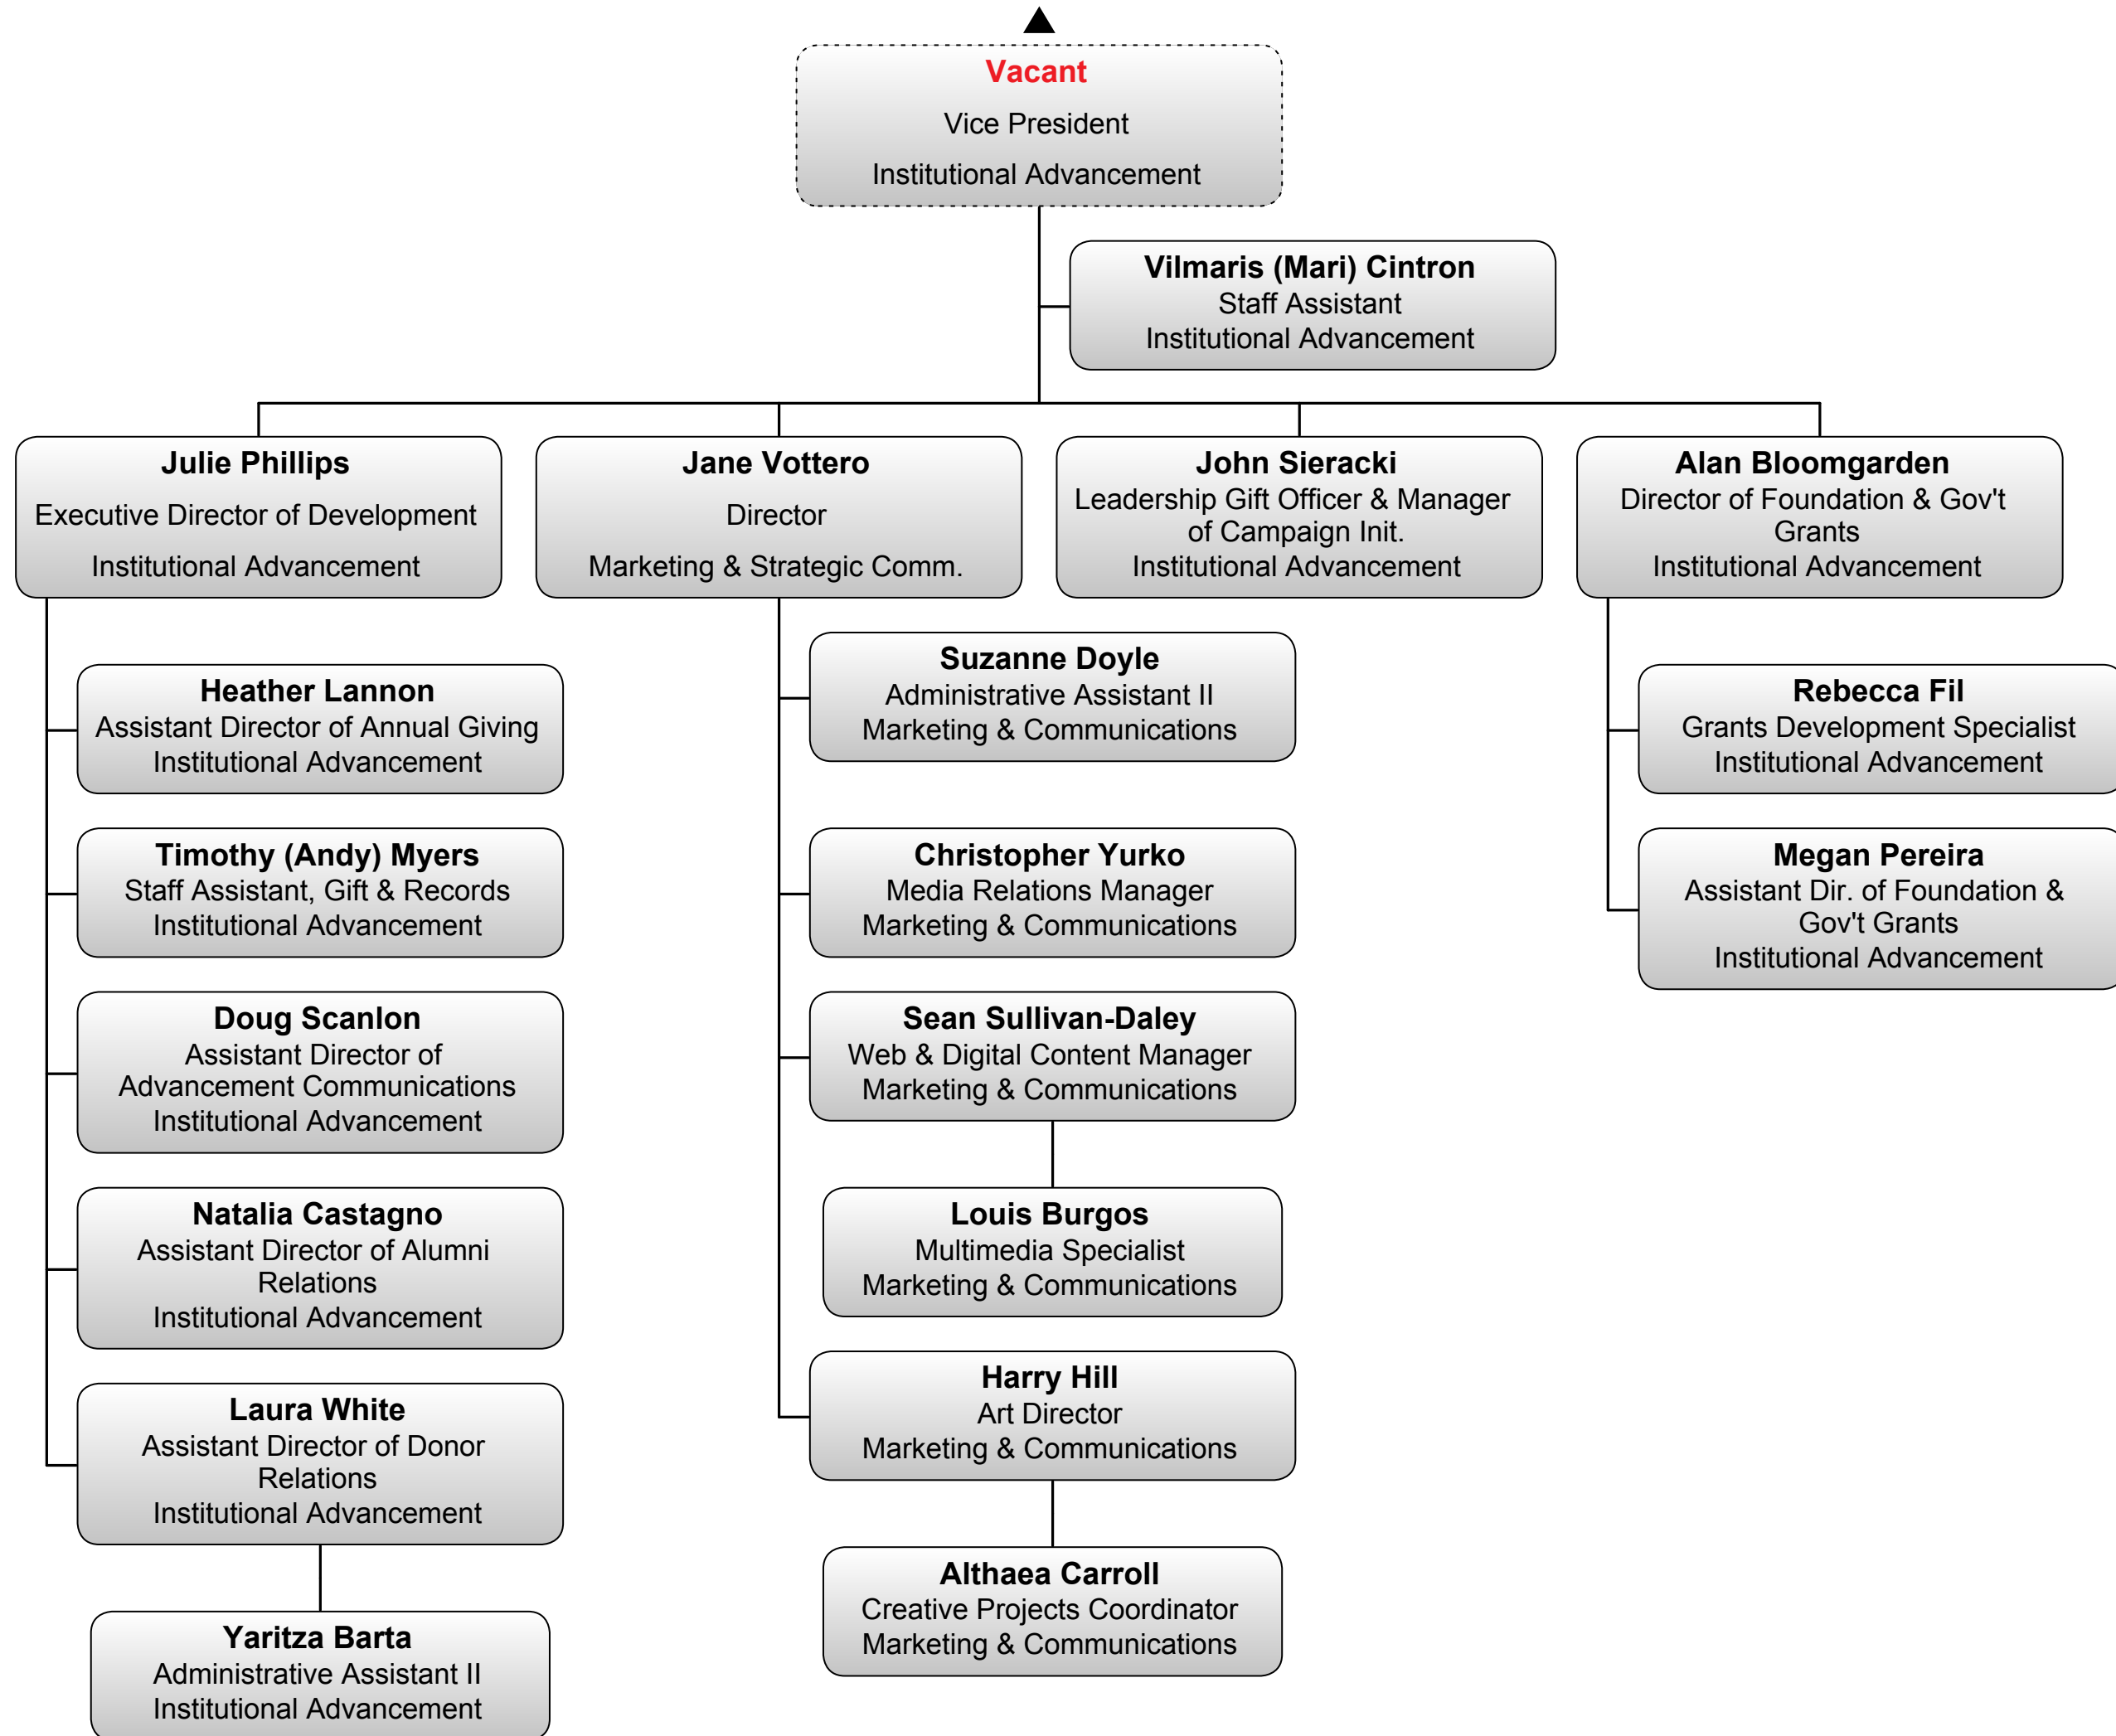 Vacant
Vice President
Institutional Advancement
Vilmaris (Mari) Cintron
Staff Assistant
Institutional Advancement
Julie Phillips
Executive Director of Development
Institutional Advancement
Jane Vottero
Director
Marketing & Strategic Comm.
John Sieracki
Leadership Gift Officer & Manager
of Campaign Init.
Institutional Advancement
Alan Bloomgarden
Director of Foundation & Gov't
Grants
Institutional Advancement
Heather Lannon
Assistant Director of Annual Giving
Institutional Advancement
Timothy (Andy) Myers
Staff Assistant, Gift & Records
Institutional Advancement
Doug Scanlon
Assistant Director of
Advancement Communications
Institutional Advancement
Natalia Castagno
Assistant Director of Alumni
Relations
Institutional Advancement
Laura White
Assistant Director of Donor
Relations
Institutional Advancement
Yaritza Barta
Administrative Assistant II
Institutional Advancement
Suzanne Doyle
Administrative Assistant II
Marketing & Communications
Christopher Yurko
Media Relations Manager
Marketing & Communications
Sean Sullivan-Daley
Web & Digital Content Manager
Marketing & Communications
Louis Burgos
Multimedia Specialist
Marketing & Communications
Harry Hill
Art Director
Marketing & Communications
Althaea Carroll
Creative Projects Coordinator
Marketing & Communications
Rebecca Fil
Grants Development Specialist
Institutional Advancement
Megan Pereira
Assistant Dir. of Foundation &
Gov't Grants
Institutional Advancement